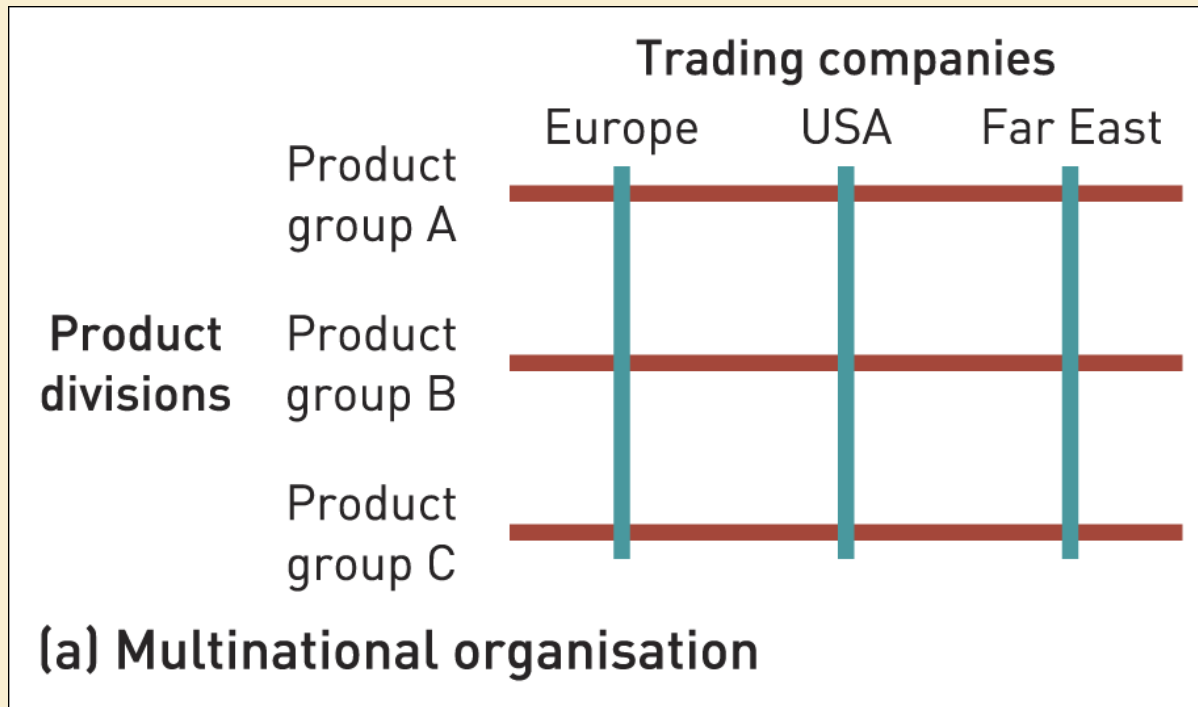 Trading companies
Europe USA Far East
Product
group A
Product
divisions
Product
group B
Product
group C
(a) Multinational organisation